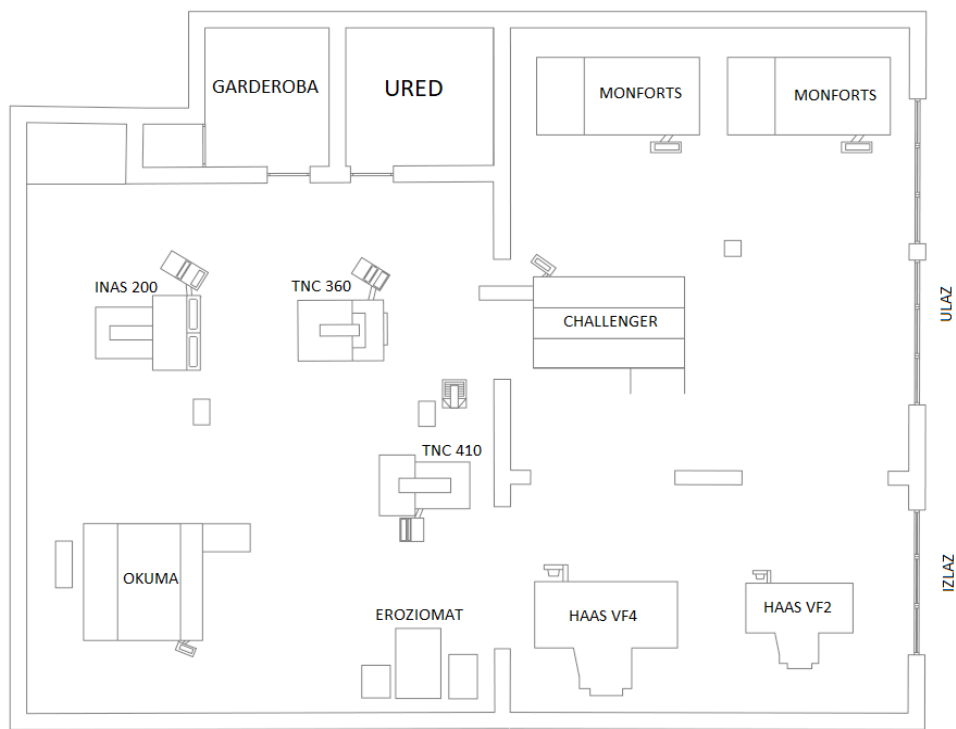 GARDEROBA
URED
MONFORTS
MONFORTS
INAS 200
TNC 360
CHALLENGER
ULAZ
TNC 410
OKUMA
EROZIOMAT
HAAS VF4
HAAS VF2
IZLAZ